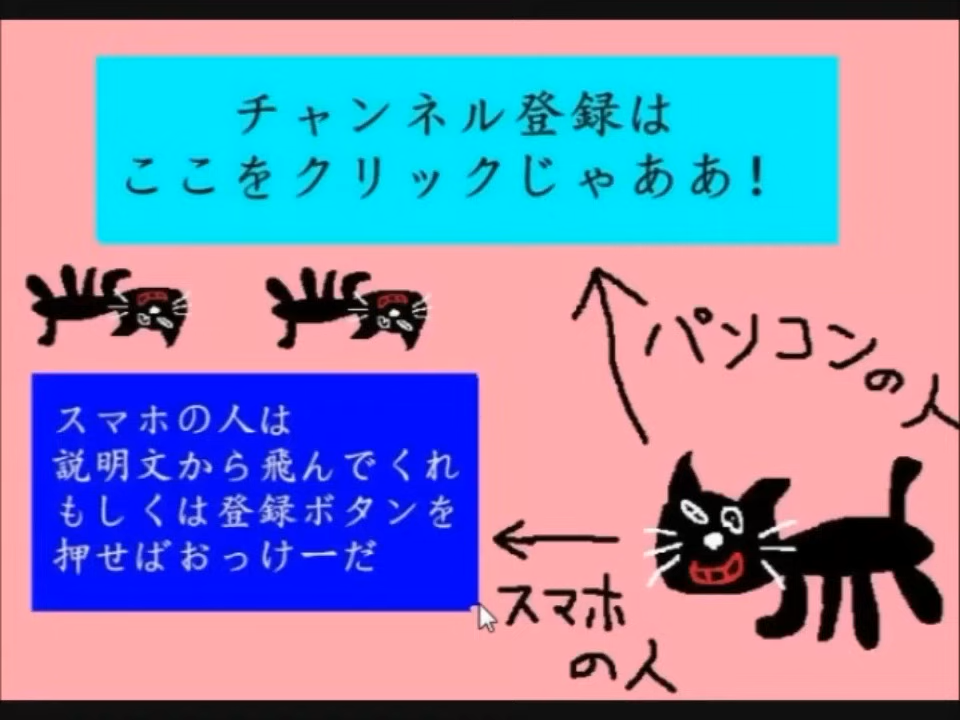 チャンネル登録は
ここをクリックじゃああ!
パソコンの人
スマホの人は
説明文から飛んでくれ
もしくは登録ボタンを
押せばおっけーだ
スマホ
の人